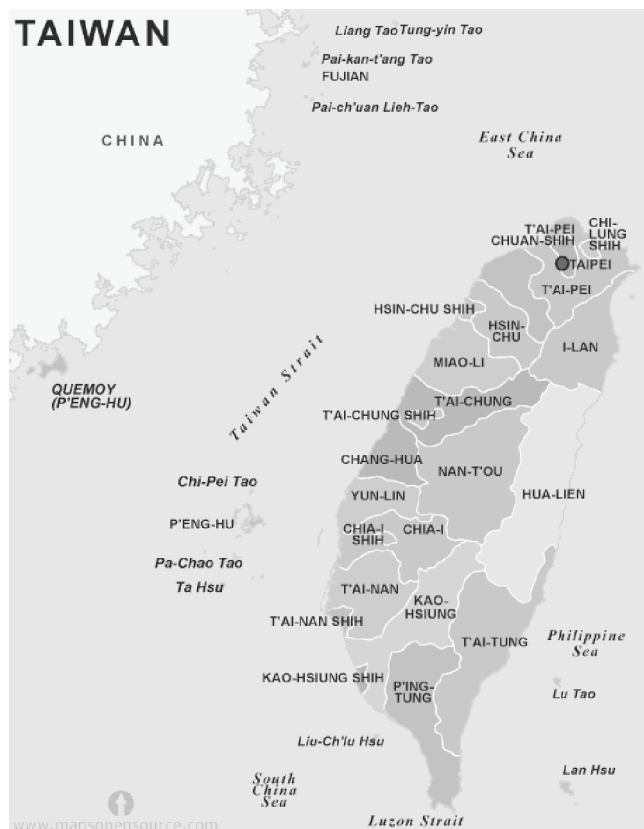 TAIWAN
Liang Tao
Tung-yin Tao
Pai-kan-t'ang Tao
FUJIAN
Pai-ch'uan Lieh-Tao
CHINA
East China
Sea
T'AI-PEI
CHUAN-SHIH
CHI-
LUNG
SHIH
TAIPEI
T'AI-PEI
HSIN-CHU SHIH
HSIN-
CHU
I-LAN
MIAO-LI
Taiwan Strait
QUEMOY
(P'ENG-HU)
T'AI-CHUNG
T'AI-CHUNG SHIH
CHANG-HUA
NAN-T'OU
Chi-Pei Tao
YUN-LIN
HUA-LIEN
P'ENG-HU
CHIA-I
SHIH
CHIA-I
Pa-Chao Tao
Ta Hsu
T'AI-NAN
KAO-
HSIUNG
T'AI-NAN SHIH
T'AI-TUNG
Philippine
Sea
KAO-HSIUNG SHIH
P'ING-
TUNG
Lu Tao
Liu-Ch'lu Hsu
South
China
Sea
Lan Hsu
Luzon Strait
www.mapsopensource.com